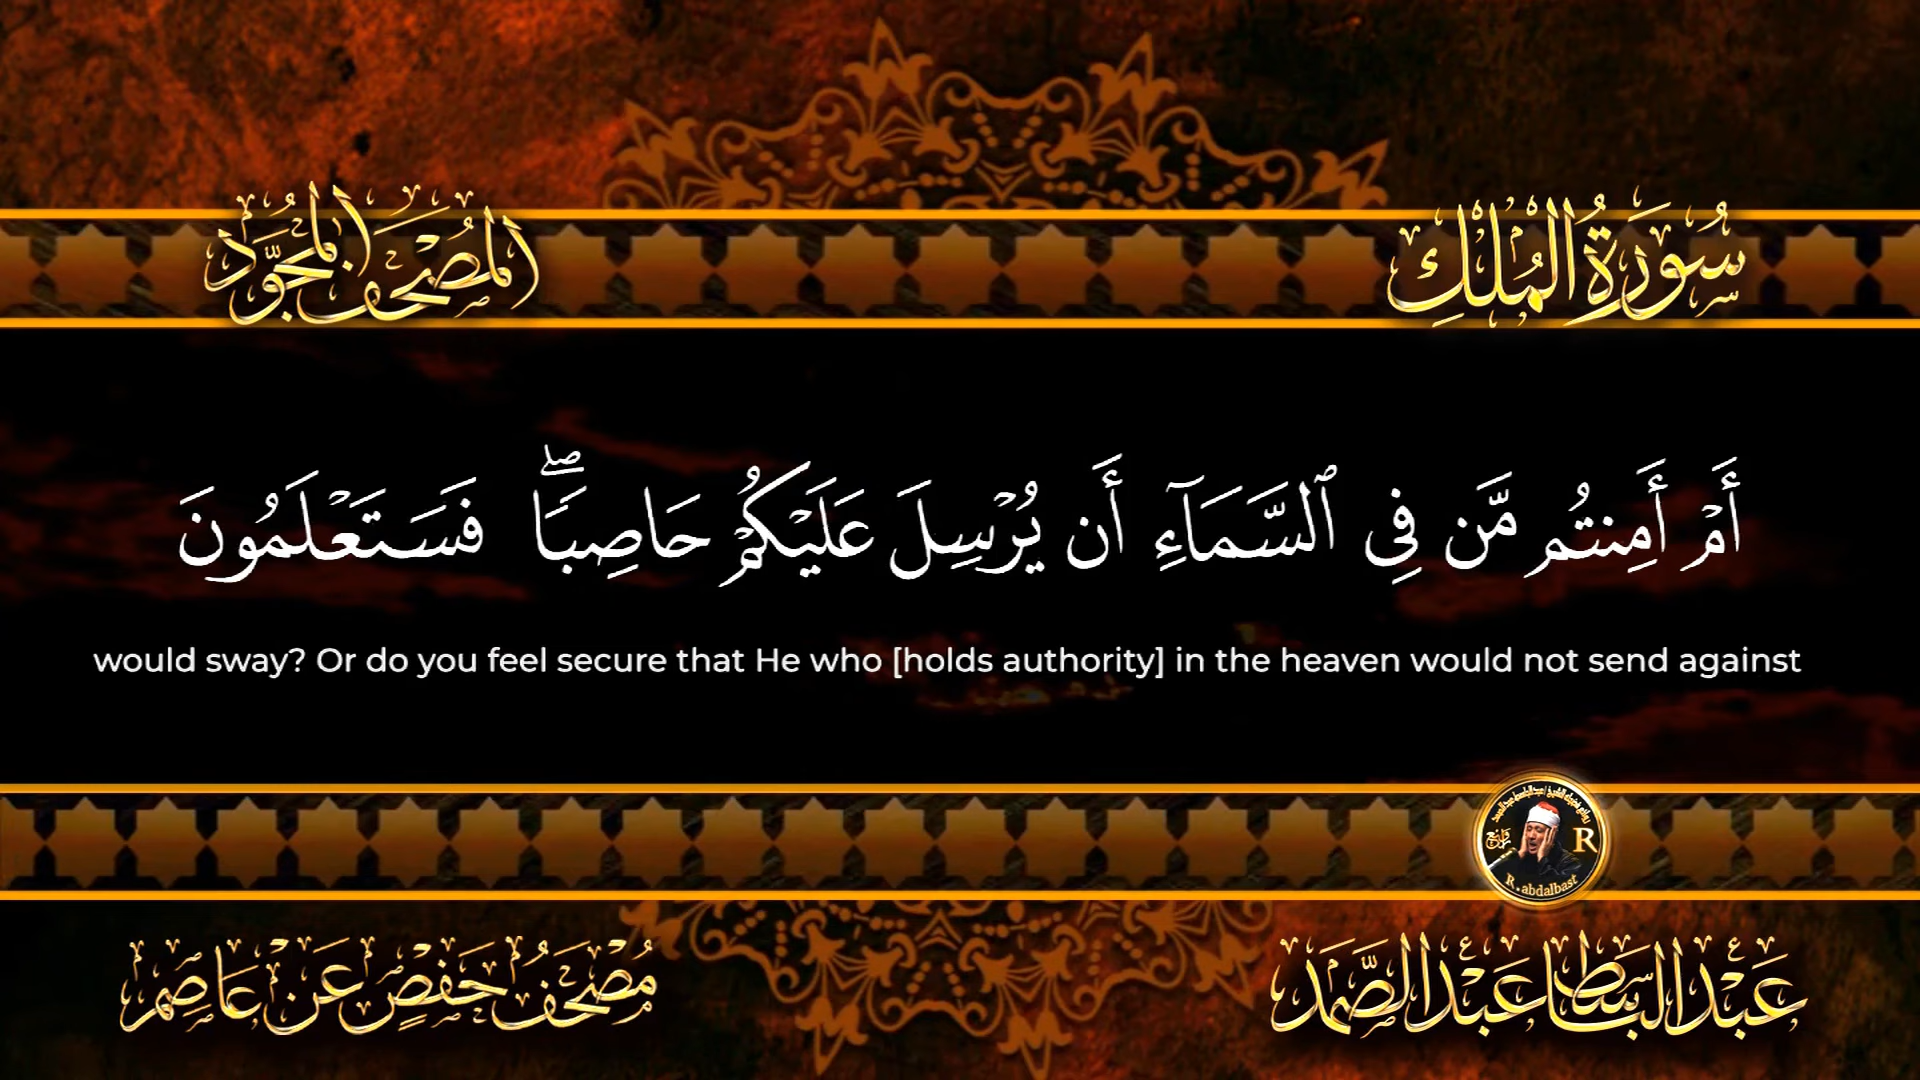 سُورَةُ الْمُلْكِ
الْمُصْحَفُ الْمُجَوَّد
أَمْ أَمِنتُم مَّن فِى ٱلسَّمَآءِ أَن يُرْسِلَ عَلَيْكُمْ حَاصِبًا ۖ فَسَتَعْلَمُونَ
would sway? Or do you feel secure that He who [holds authority] in the heaven would not send against
R
R.abdalbast
عَبْدُ الْبَاسِطِ عَبْدُ الصَّمَد
مُصْحَفُ حَفْصٍ عَنْ عَاصِم